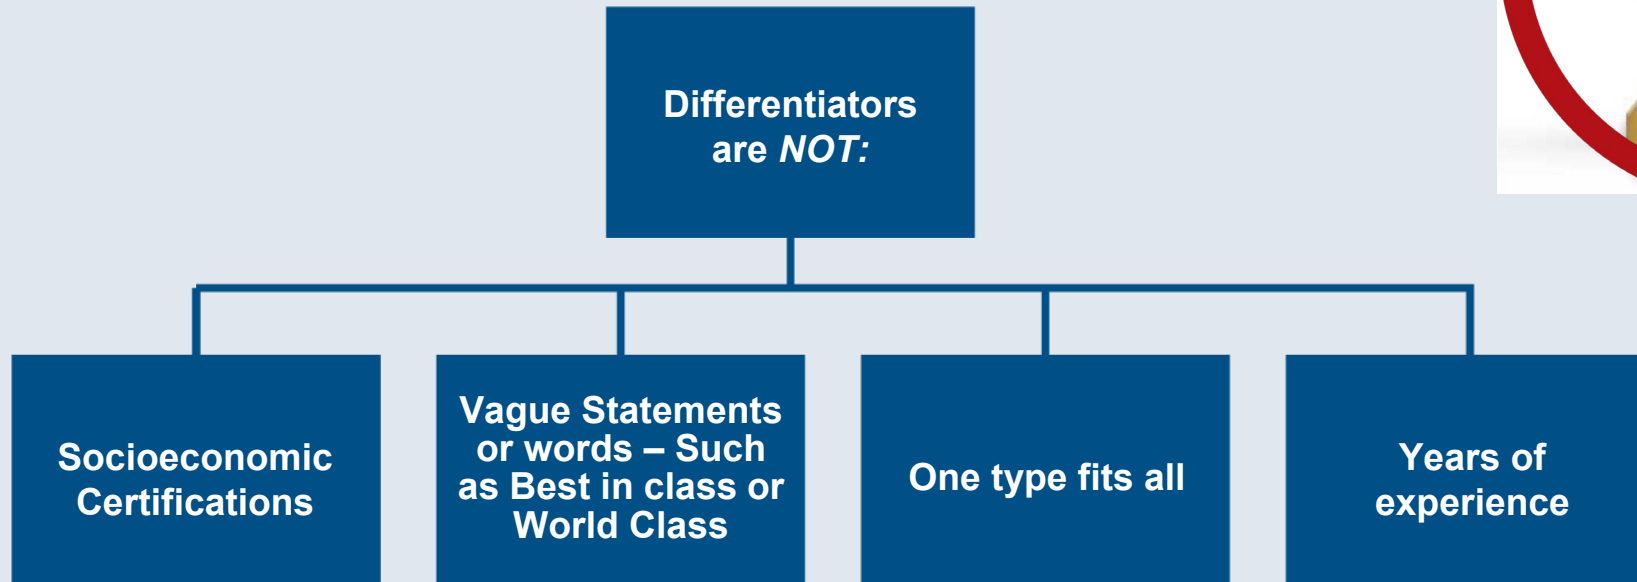 Differentiators
are NOT:
Socioeconomic
Certifications
Vague Statements
or words – Such
as Best in class or
World Class
One type fits all
Years of
experience